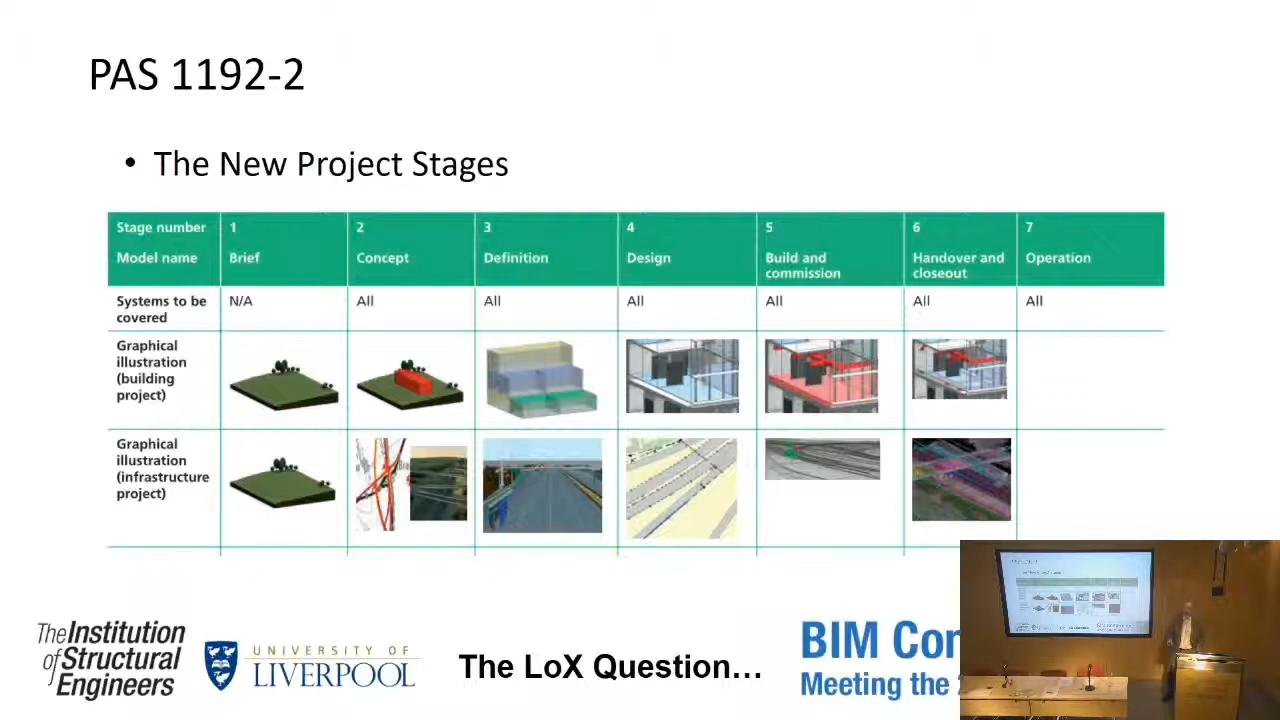 PAS 1192-2
• The New Project Stages
Stage number 1 2 3 4 5 6 7
Model name Brief Concept Definition Design Build and commission Handover and closeout Operation
Systems to be covered N/A All All All All All All
Graphical illustration (building project)
Graphical illustration (infrastructure project)
The Institution
of Structural
Engineers
UNIVERSITY OF
LIVERPOOL
The LoX Question...
BIM Con
Meeting the